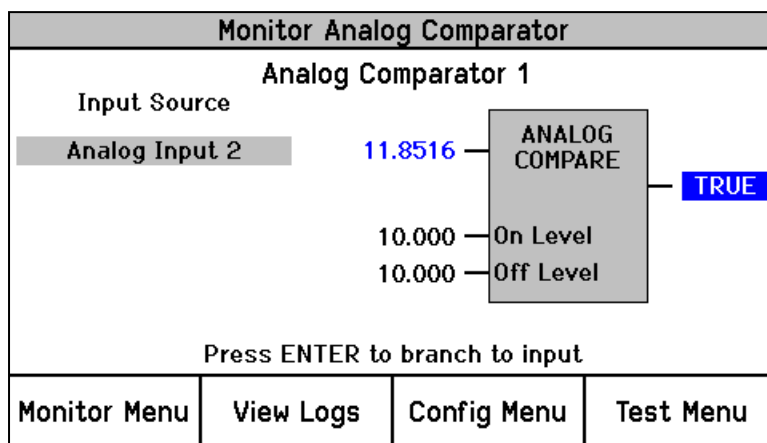 Monitor Analog Comparator
Analog Comparator 1
Input Source
Analog Input 2
11.8516
ANALOG
COMPARE
TRUE
10.000
On Level
10.000
Off Level
Press ENTER to branch to input
Monitor Menu
View Logs
Config Menu
Test Menu